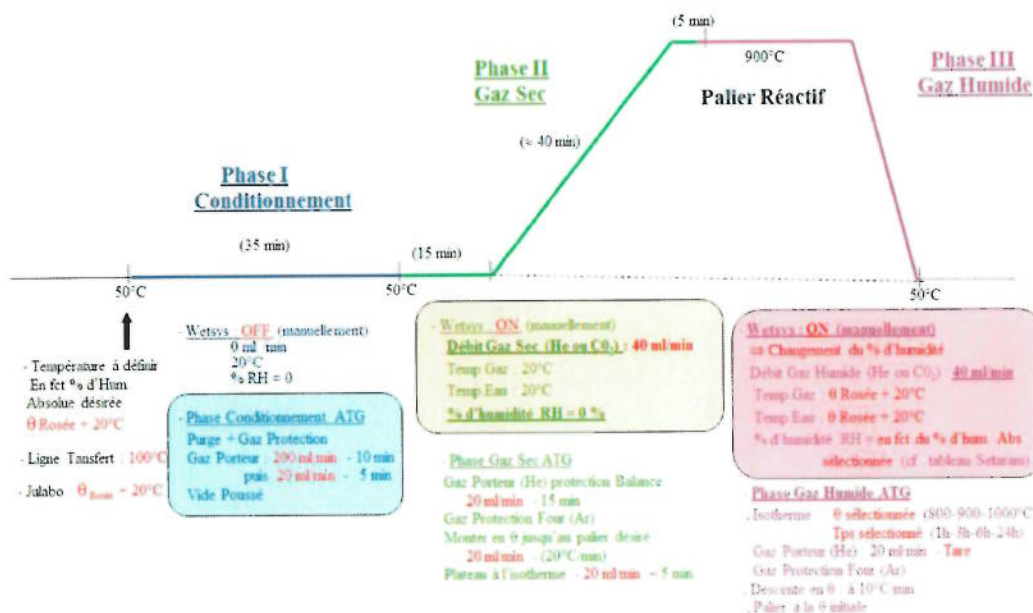 (5 min)
900°C
Palier Réactif
Phase III
Gaz Humide
Phase II
Gaz Sec
(≈ 40 min)
Phase I
Conditionnement
(35 min)
(15 min)
50°C
50°C
50°C
- Température à définir
En fct % d'Hum
Absolue désirée
θ Rosée + 20°C
- Ligne Tansfert : 100°C
- Julabo : θ Rosée + 20°C
- Wetsys : OFF (manuellement)
0 ml/min
20°C
% RH = 0
- Phase Conditionnement ATG
Purge + Gaz Protection
Gaz Porteur : 200 ml/min - 10 min
puis 20 ml/min - 5 min
Vide Poussé
- Wetsys : ON (manuellement)
Débit Gaz Sec (He ou CO₂) : 40 ml/min
Temp Gaz : 20°C
Temp Eau : 20°C
% d'humidité RH = 0 %
- Phase Gaz Sec ATG
Gaz Porteur (He) protection Balance
20 ml/min - 15 min
Gaz Protection Four (Ar)
Monter en θ jusqu'au palier désiré
20 ml/min - (20°C/min)
Plateau à l'isotherme - 20 ml/min – 5 min
- Wetsys : ON (manuellement)
⇒ Changement du % d'humidité
Débit Gaz Humide (He ou CO₂) : 40 ml/min
Temp Gaz : θ Rosée + 20°C
Temp Eau : θ Rosée + 20°C
% d'humidité RH = en fct du % d'hum. Abs
sélectionnée (cf. tableau Setaram)
- Phase Gaz Humide ATG
. Isotherme θ sélectionnée (800-900-1000°C
Tps sélectionné (1h-3h-6h-24h)
Gaz Porteur (He) 20 ml/min - Tare
Gaz Protection Four (Ar)
. Descente en θ : à 10°C/min
. Palier à la θ initiale